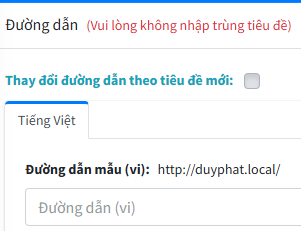 Đường dẫn (Vui lòng không nhập trùng tiêu đề)
Thay đổi đường dẫn theo tiêu đề mới:
Tiếng Việt
Đường dẫn mẫu (vi): http://duyphat.local/
Đường dẫn (vi)